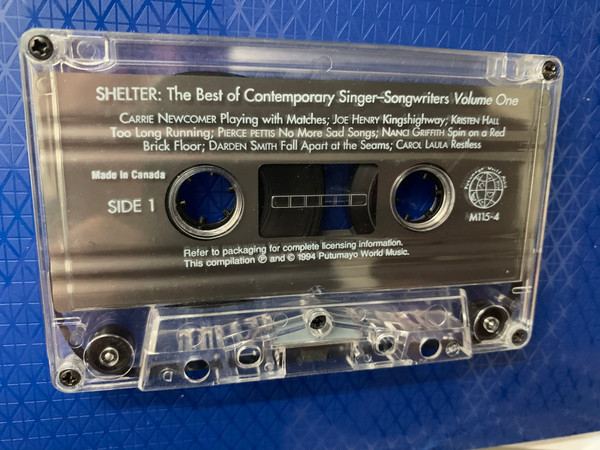 SHELTER: The Best of Contemporary Singer-Songwriters Volume One
CARRIE NEWCOMER Playing with Matches; JOE HENRY Kingshighway; KRISTEN HALL
Too Long Running; PIERCE PETTIS No More Sad Songs; NANCI GRIFFITH Spin on a Red
Brick Floor; DARDEN SMITH Fall Apart at the Seams; CAROL LAULA Restless
Made in Canada
SIDE 1
M115-4
Refer to packaging for complete licensing information.
This compilation ℗ and © 1994 Putumayo World Music.